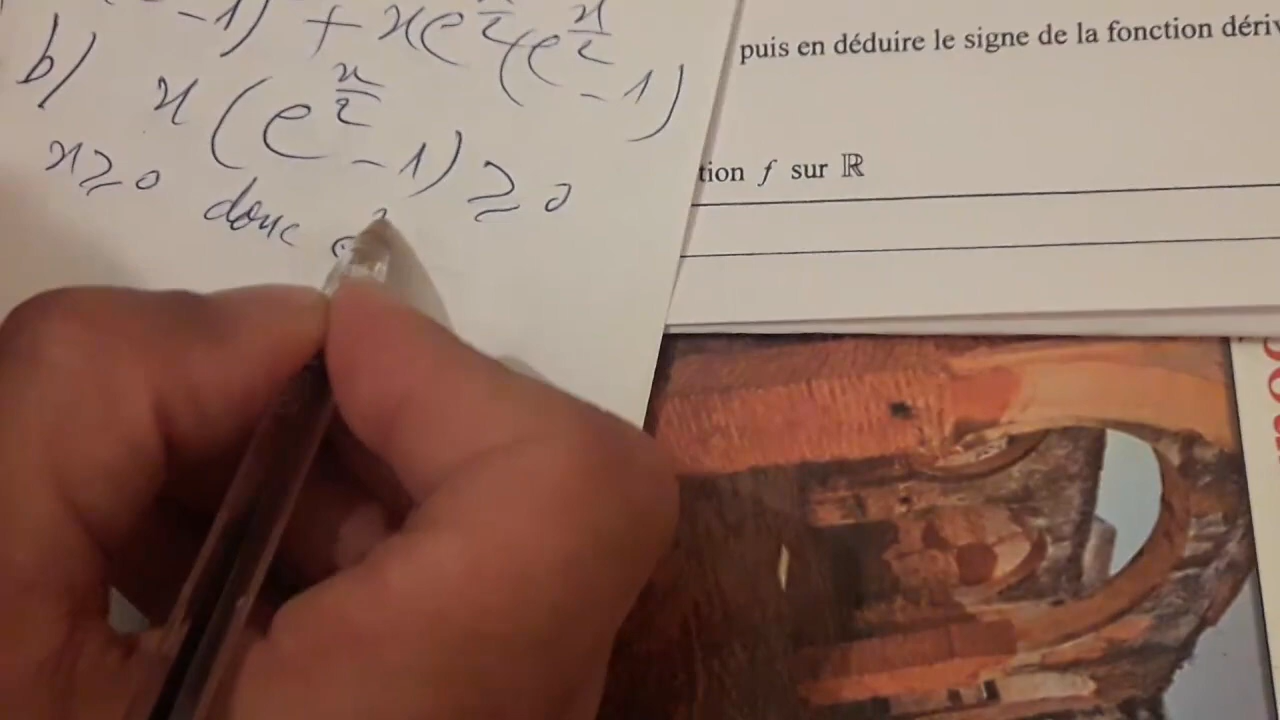 -1) + xe^{x/2}(e^{x/2} - 1)
b) x(e^{x/2} - 1) ≥ 0
x ≥ 0 donc
puis en déduire le signe de la fonction dériv
tion f sur ℝ